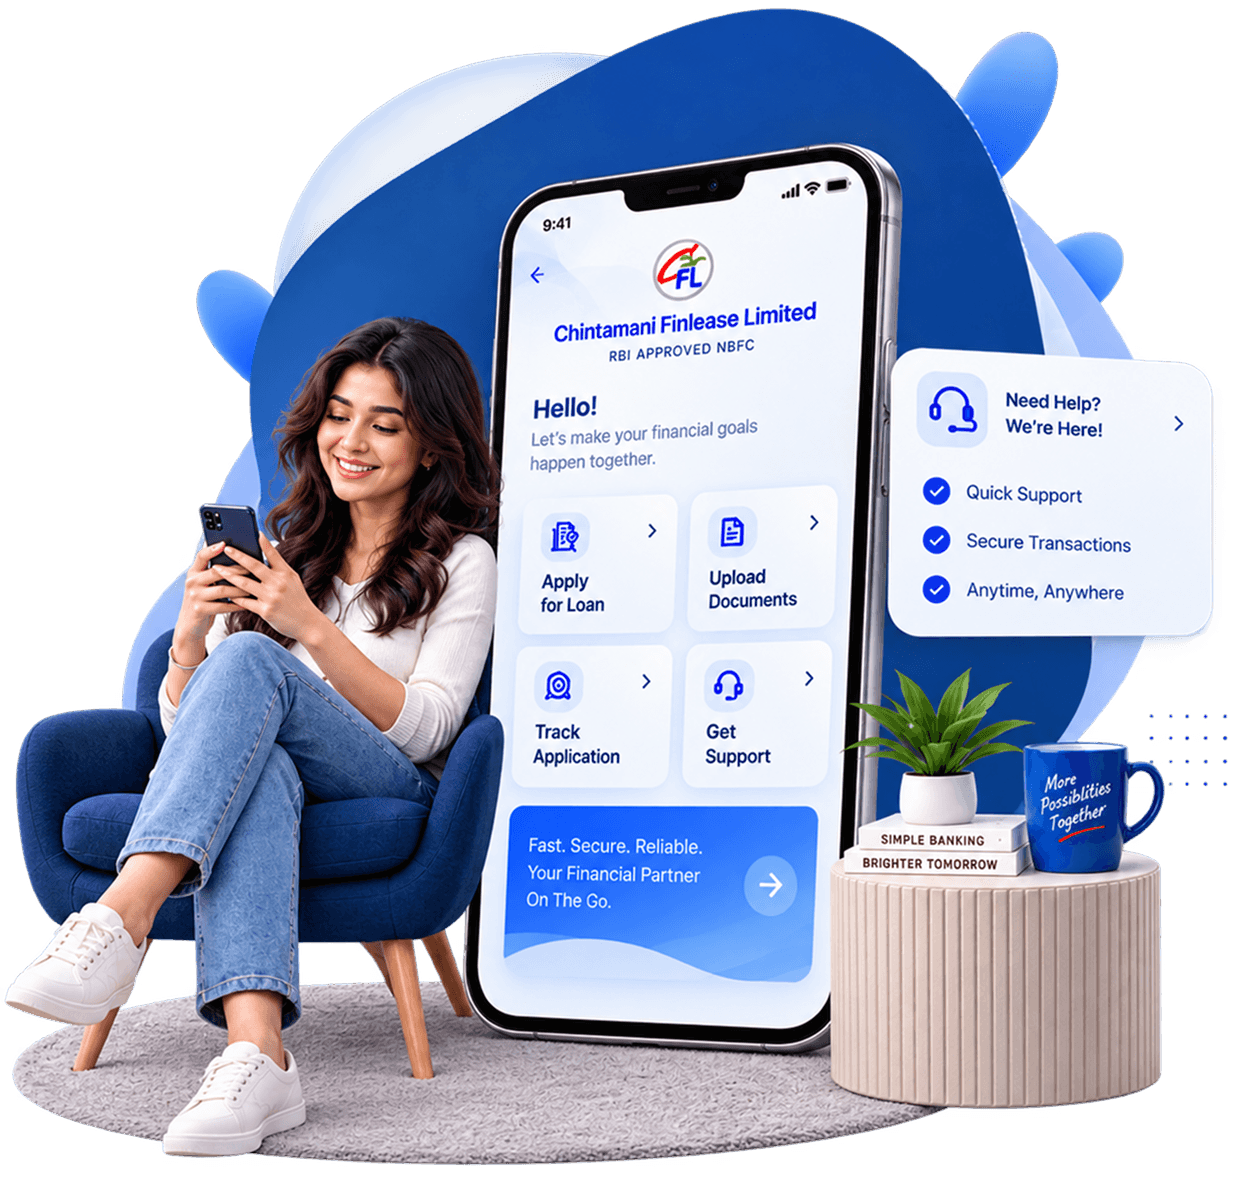 9:41
CFL
Chintamani Finlease Limited
RBI APPROVED NBFC
Hello!
Let's make your financial goals
happen together.
Apply
for Loan
Upload
Documents
Track
Application
Get
Support
Fast. Secure. Reliable.
Your Financial Partner
On The Go.
Need Help?
We're Here!
Quick Support
Secure Transactions
Anytime, Anywhere
More
Possiblities
Together
SIMPLE BANKING
BRIGHTER TOMORROW